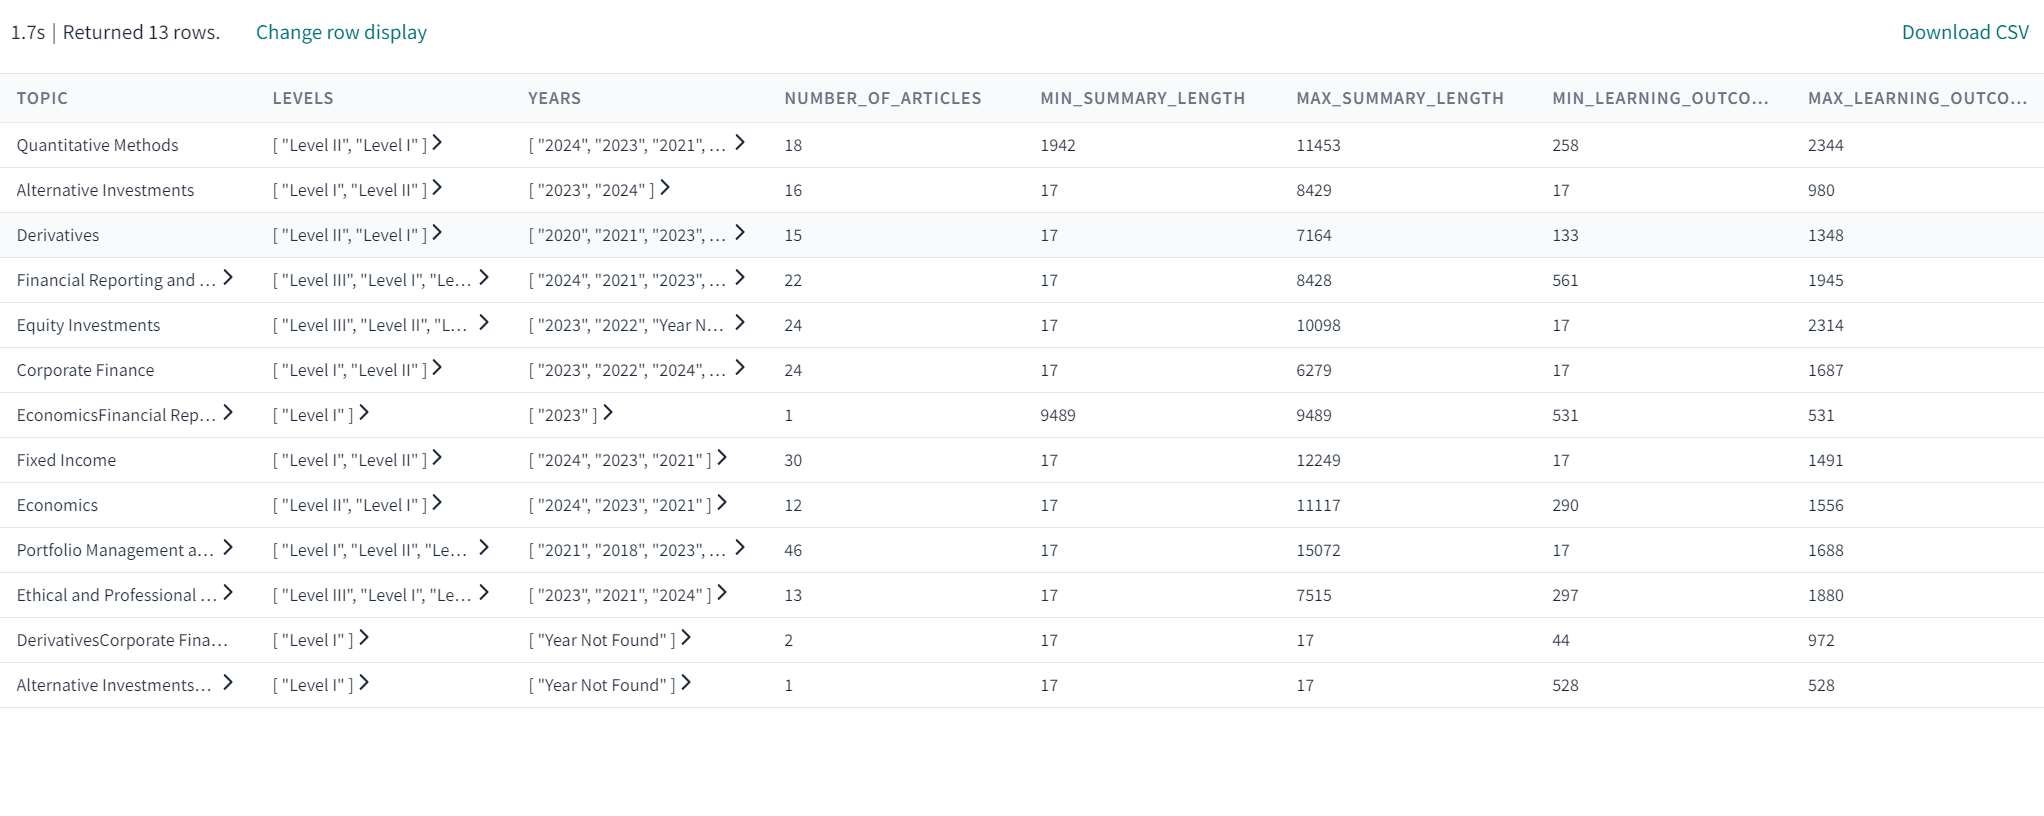 1.7s | Returned 13 rows. Change row display Download CSV
TOPIC LEVELS YEARS NUMBER_OF_ARTICLES MIN_SUMMARY_LENGTH MAX_SUMMARY_LENGTH MIN_LEARNING_OUTCO... MAX_LEARNING_OUTCO...
Quantitative Methods [ "Level II", "Level I" ] [ "2024", "2023", "2021", ... 18 1942 11453 258 2344
Alternative Investments [ "Level I", "Level II" ] [ "2023", "2024" ] 16 17 8429 17 980
Derivatives [ "Level II", "Level I" ] [ "2020", "2021", "2023", ... 15 17 7164 133 1348
Financial Reporting and ... [ "Level III", "Level I", "Le... [ "2024", "2021", "2023", ... 22 17 8428 561 1945
Equity Investments [ "Level III", "Level II", "L... [ "2023", "2022", "Year N... 24 17 10098 17 2314
Corporate Finance [ "Level I", "Level II" ] [ "2023", "2022", "2024", ... 24 17 6279 17 1687
EconomicsFinancial Rep... [ "Level I" ] [ "2023" ] 1 9489 9489 531 531
Fixed Income [ "Level I", "Level II" ] [ "2024", "2023", "2021" ] 30 17 12249 17 1491
Economics [ "Level II", "Level I" ] [ "2024", "2023", "2021" ] 12 17 11117 290 1556
Portfolio Management a... [ "Level I", "Level II", "Le... [ "2021", "2018", "2023", ... 46 17 15072 17 1688
Ethical and Professional ... [ "Level III", "Level I", "Le... [ "2023", "2021", "2024" ] 13 17 7515 297 1880
DerivativesCorporate Fina... [ "Level I" ] [ "Year Not Found" ] 2 17 17 44 972
Alternative Investments... [ "Level I" ] [ "Year Not Found" ] 1 17 17 528 528